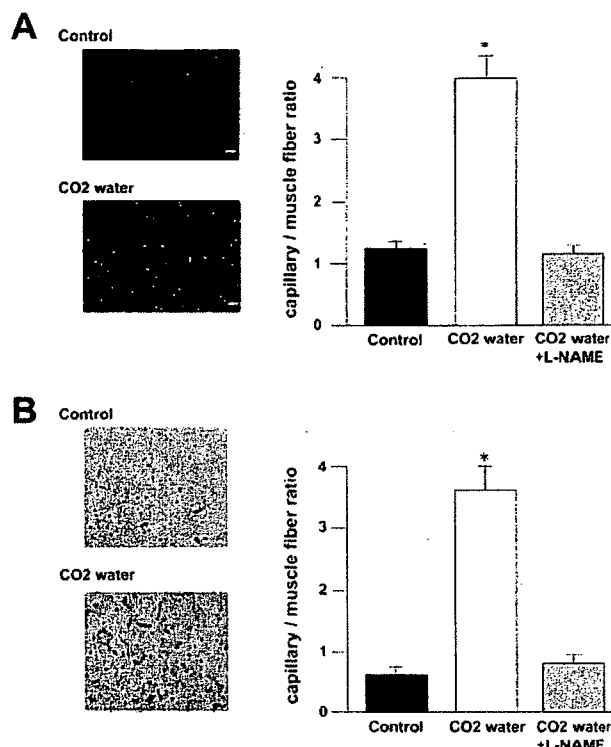 A
Control
CO2 water
capillary / muscle fiber ratio
4
3
2
1
0
*
Control
CO2 water
CO2 water
+L-NAME
B
Control
CO2 water
capillary / muscle fiber ratio
4
3
2
1
0
*
Control
CO2 water
CO2 water
+L-NAME